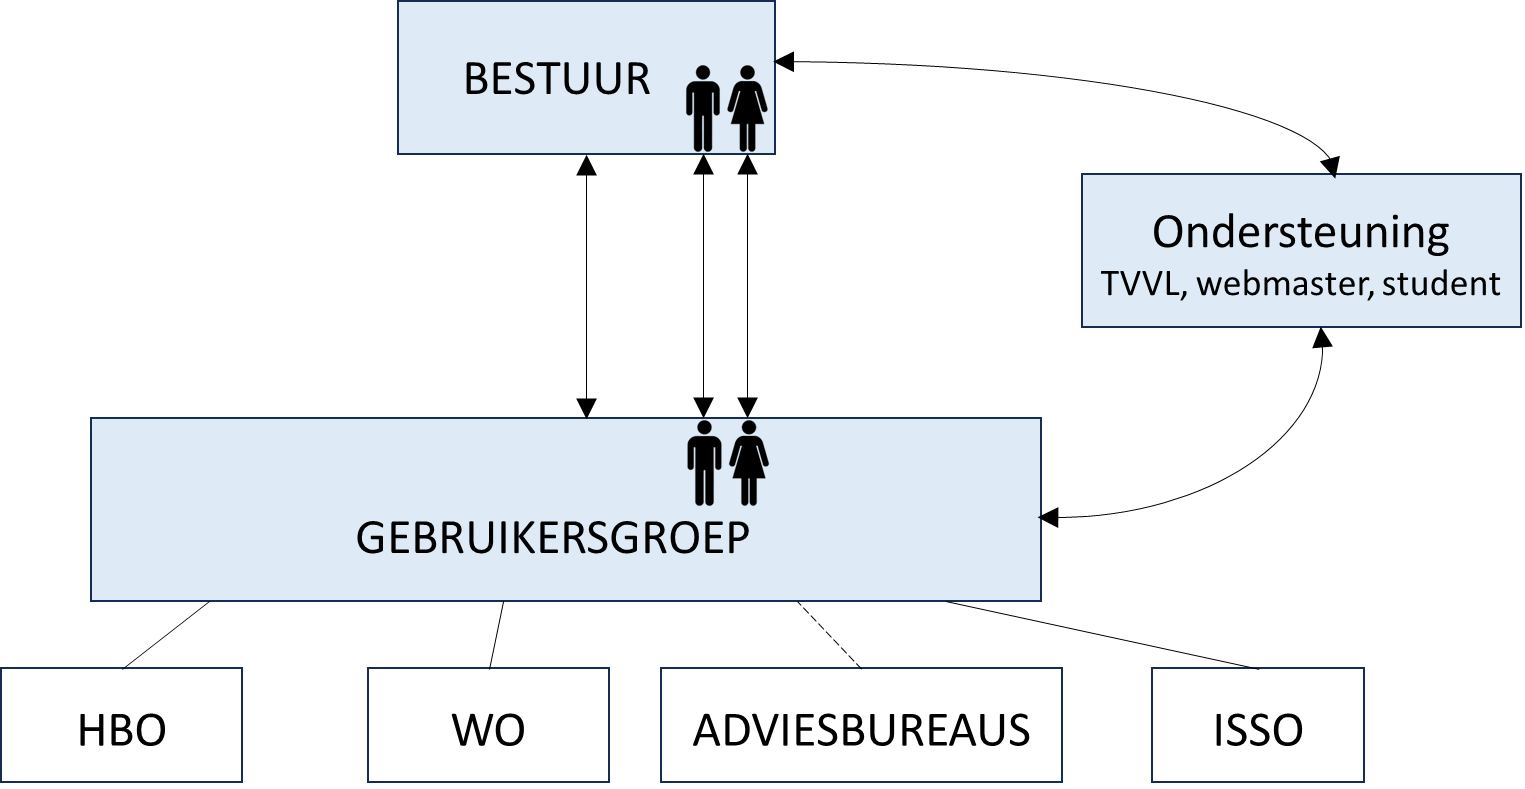 BESTUUR
Ondersteuning
TVVL, webmaster, student
GEBRUIKERSGROEP
HBO
WO
ADVIESBUREAUS
ISSO